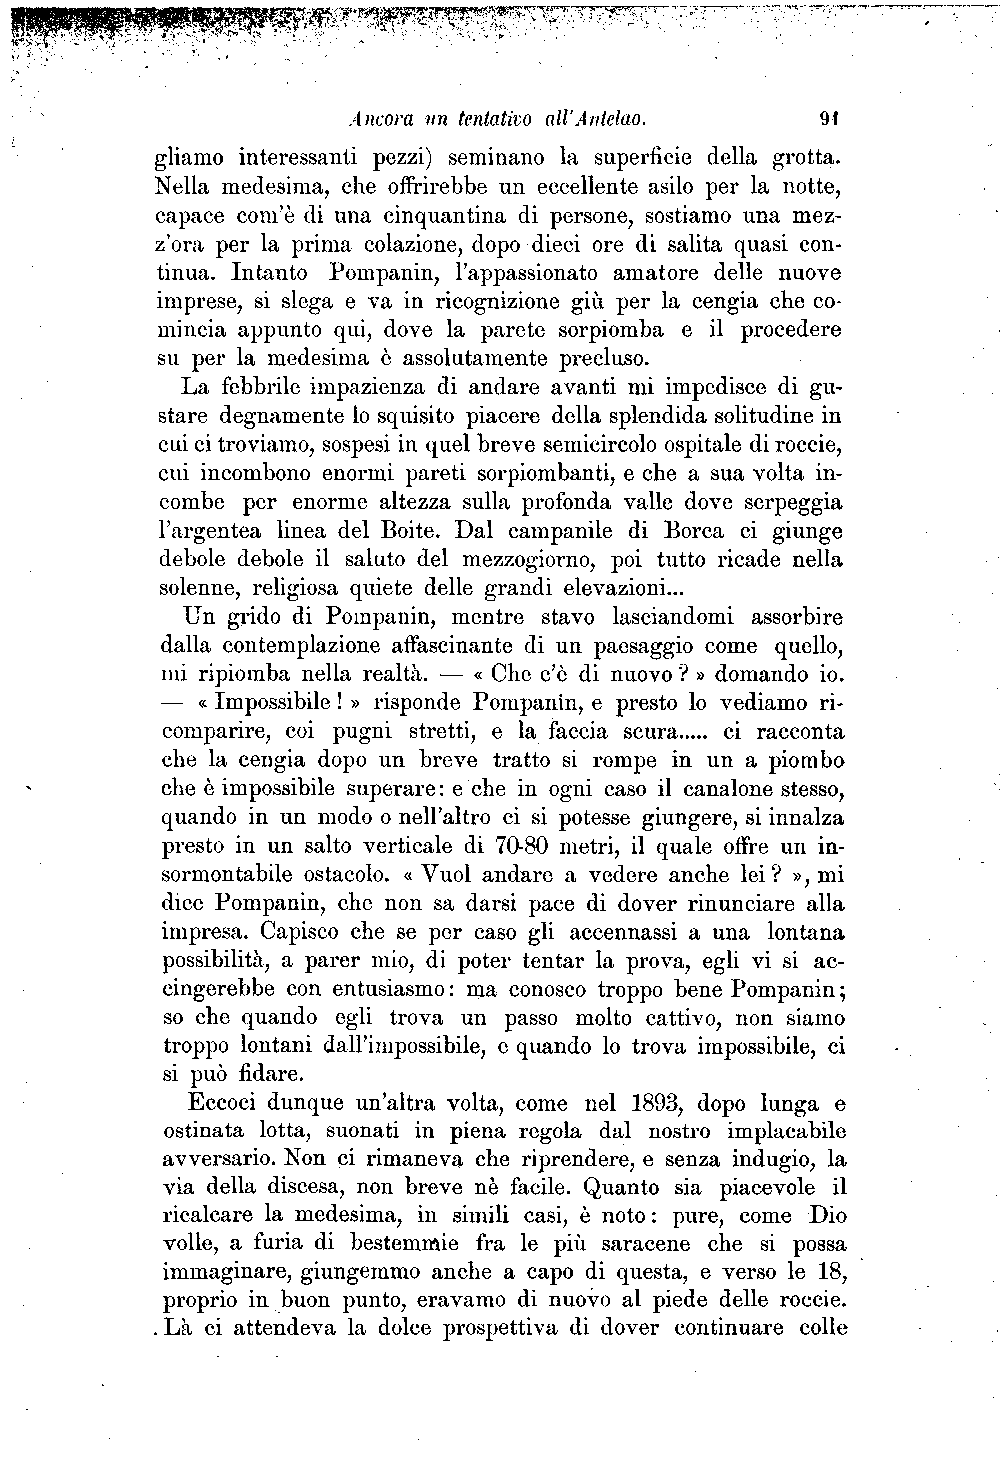 Ancora un tentativo all'Antelao. 91
gliamo interessanti pezzi) seminano la superficie della grotta.
Nella medesima, che offrirebbe un eccellente asilo per la notte,
capace com'è di una cinquantina di persone, sostiamo una mez-
z'ora per la prima colazione, dopo dieci ore di salita quasi con-
tinua. Intanto Pompanin, l'appassionato amatore delle nuove
imprese, si slega e va in ricognizione giù per la cengia che co-
mincia appunto qui, dove la parete sorpiomba e il procedere
su per la medesima è assolutamente precluso.
La febbrile impazienza di andare avanti mi impedisce di gu-
stare degnamente lo squisito piacere della splendida solitudine in
cui ci troviamo, sospesi in quel breve semicircolo ospitale di roccie,
cui incombono enormi pareti sorpiombanti, e che a sua volta in-
combe per enorme altezza sulla profonda valle dove serpeggia
l'argentea linea del Boite. Dal campanile di Borca ci giunge
debole debole il saluto del mezzogiorno, poi tutto ricade nella
solenne, religiosa quiete delle grandi elevazioni...
Un grido di Pompanin, mentre stavo lasciandomi assorbire
dalla contemplazione affascinante di un paesaggio come quello,
mi ripiomba nella realtà. — « Che c'è di nuovo ? » domando io.
— « Impossibile ! » risponde Pompanin, e presto lo vediamo ri-
comparire, coi pugni stretti, e la faccia scura..... ci racconta
che la cengia dopo un breve tratto si rompe in un a piombo
che è impossibile superare: e che in ogni caso il canalone stesso,
quando in un modo o nell'altro ci si potesse giungere, si innalza
presto in un salto verticale di 70-80 metri, il quale offre un in-
sormontabile ostacolo. « Vuol andare a vedere anche lei ? », mi
dice Pompanin, che non sa darsi pace di dover rinunciare alla
impresa. Capisco che se per caso gli accennassi a una lontana
possibilità, a parer mio, di poter tentar la prova, egli vi si ac-
cingerebbe con entusiasmo: ma conosco troppo bene Pompanin;
so che quando egli trova un passo molto cattivo, non siamo
troppo lontani dall'impossibile, e quando lo trova impossibile, ci
si può fidare.
Eccoci dunque un'altra volta, come nel 1893, dopo lunga e
ostinata lotta, suonati in piena regola dal nostro implacabile
avversario. Non ci rimaneva che riprendere, e senza indugio, la
via della discesa, non breve nè facile. Quanto sia piacevole il
ricalcare la medesima, in simili casi, è noto: pure, come Dio
volle, a furia di bestemmie fra le più saracene che si possa
immaginare, giungemmo anche a capo di questa, e verso le 18,
proprio in buon punto, eravamo di nuovo al piede delle roccie.
Là ci attendeva la dolce prospettiva di dover continuare colle